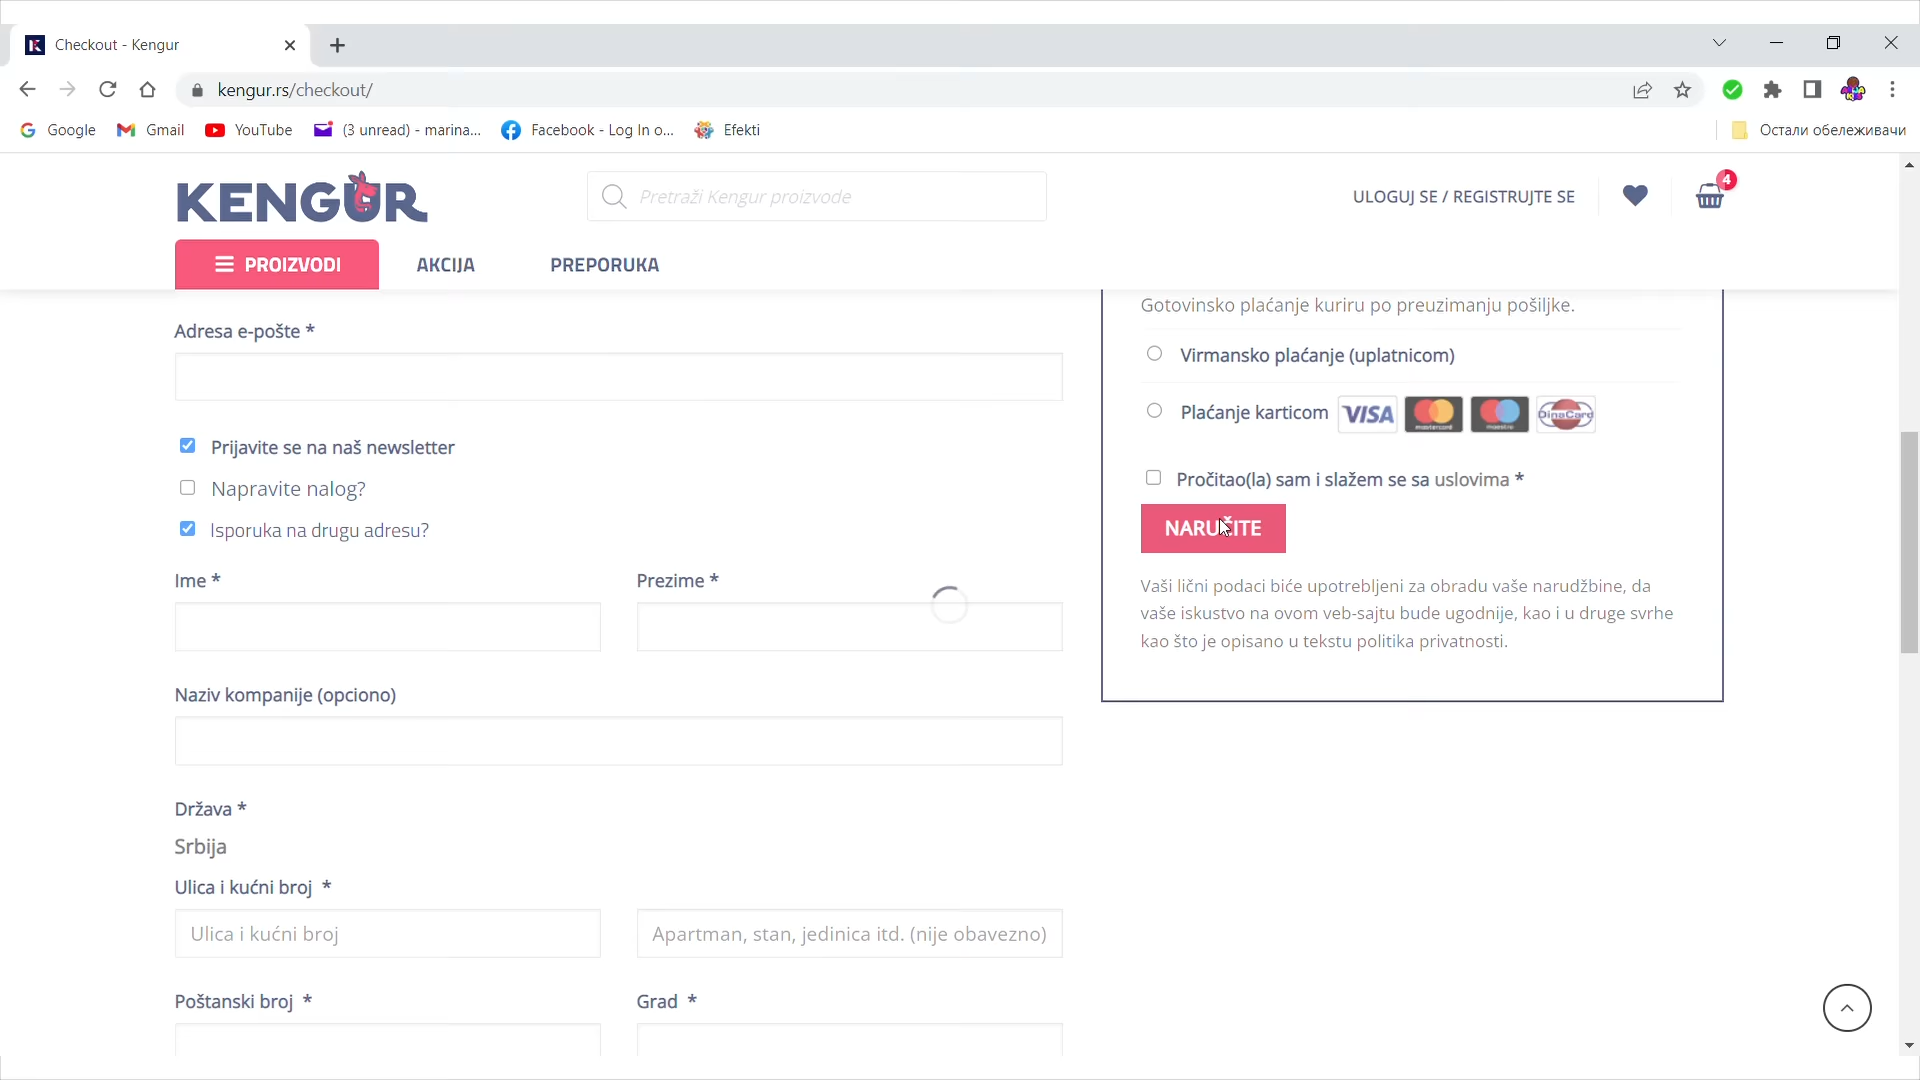 Checkout - Kengur
kengur.rs/checkout/
Google Gmail YouTube (3 unread) - marina... Facebook - Log In o... Efekti Остали обележивачи
KENGUR
Pretraži Kengur proizvode
ULOGUJ SE / REGISTRUJTE SE
4
PROIZVODI AKCIJA PREPORUKA
Adresa e-pošte *
Prijavite se na naš newsletter
Napravite nalog?
Isporuka na drugu adresu?
Ime * Prezime *
Naziv kompanije (opciono)
Država *
Srbija
Ulica i kućni broj *
Ulica i kućni broj Apartman, stan, jedinica itd. (nije obavezno)
Poštanski broj * Grad *
Gotovinsko plaćanje kuriru po preuzimanju pošiljke.
Virmansko plaćanje (uplatnicom)
Plaćanje karticom VISA mastercard maestro DinaCard
Pročitao(la) sam i slažem se sa uslovima *
NARUČITE
Vaši lični podaci biće upotrebljeni za obradu vaše narudžbine, da
vaše iskustvo na ovom veb-sajtu bude ugodnije, kao i u druge svrhe
kao što je opisano u tekstu politika privatnosti.